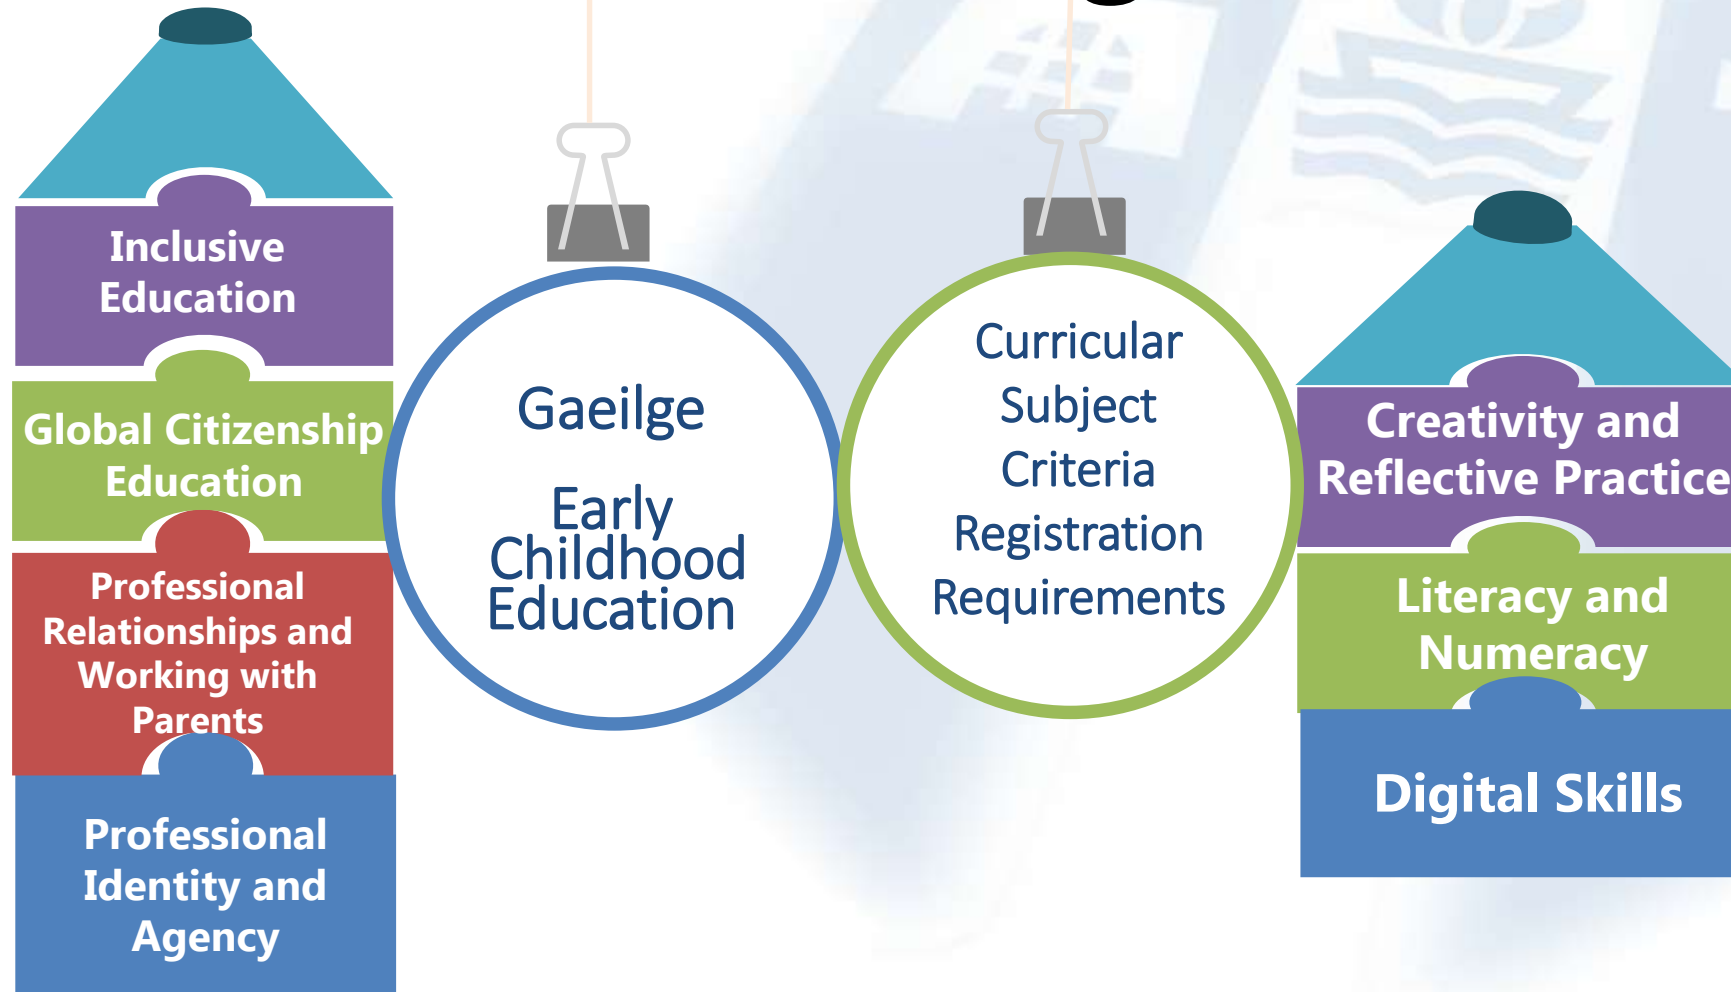 Inclusive
Education
Global Citizenship
Education
Professional
Relationships and
Working with
Parents
Professional
Identity and
Agency
Gaeilge
Early
Childhood
Education
Curricular
Subject
Criteria
Registration
Requirements
Creativity and
Reflective Practice
Literacy and
Numeracy
Digital Skills